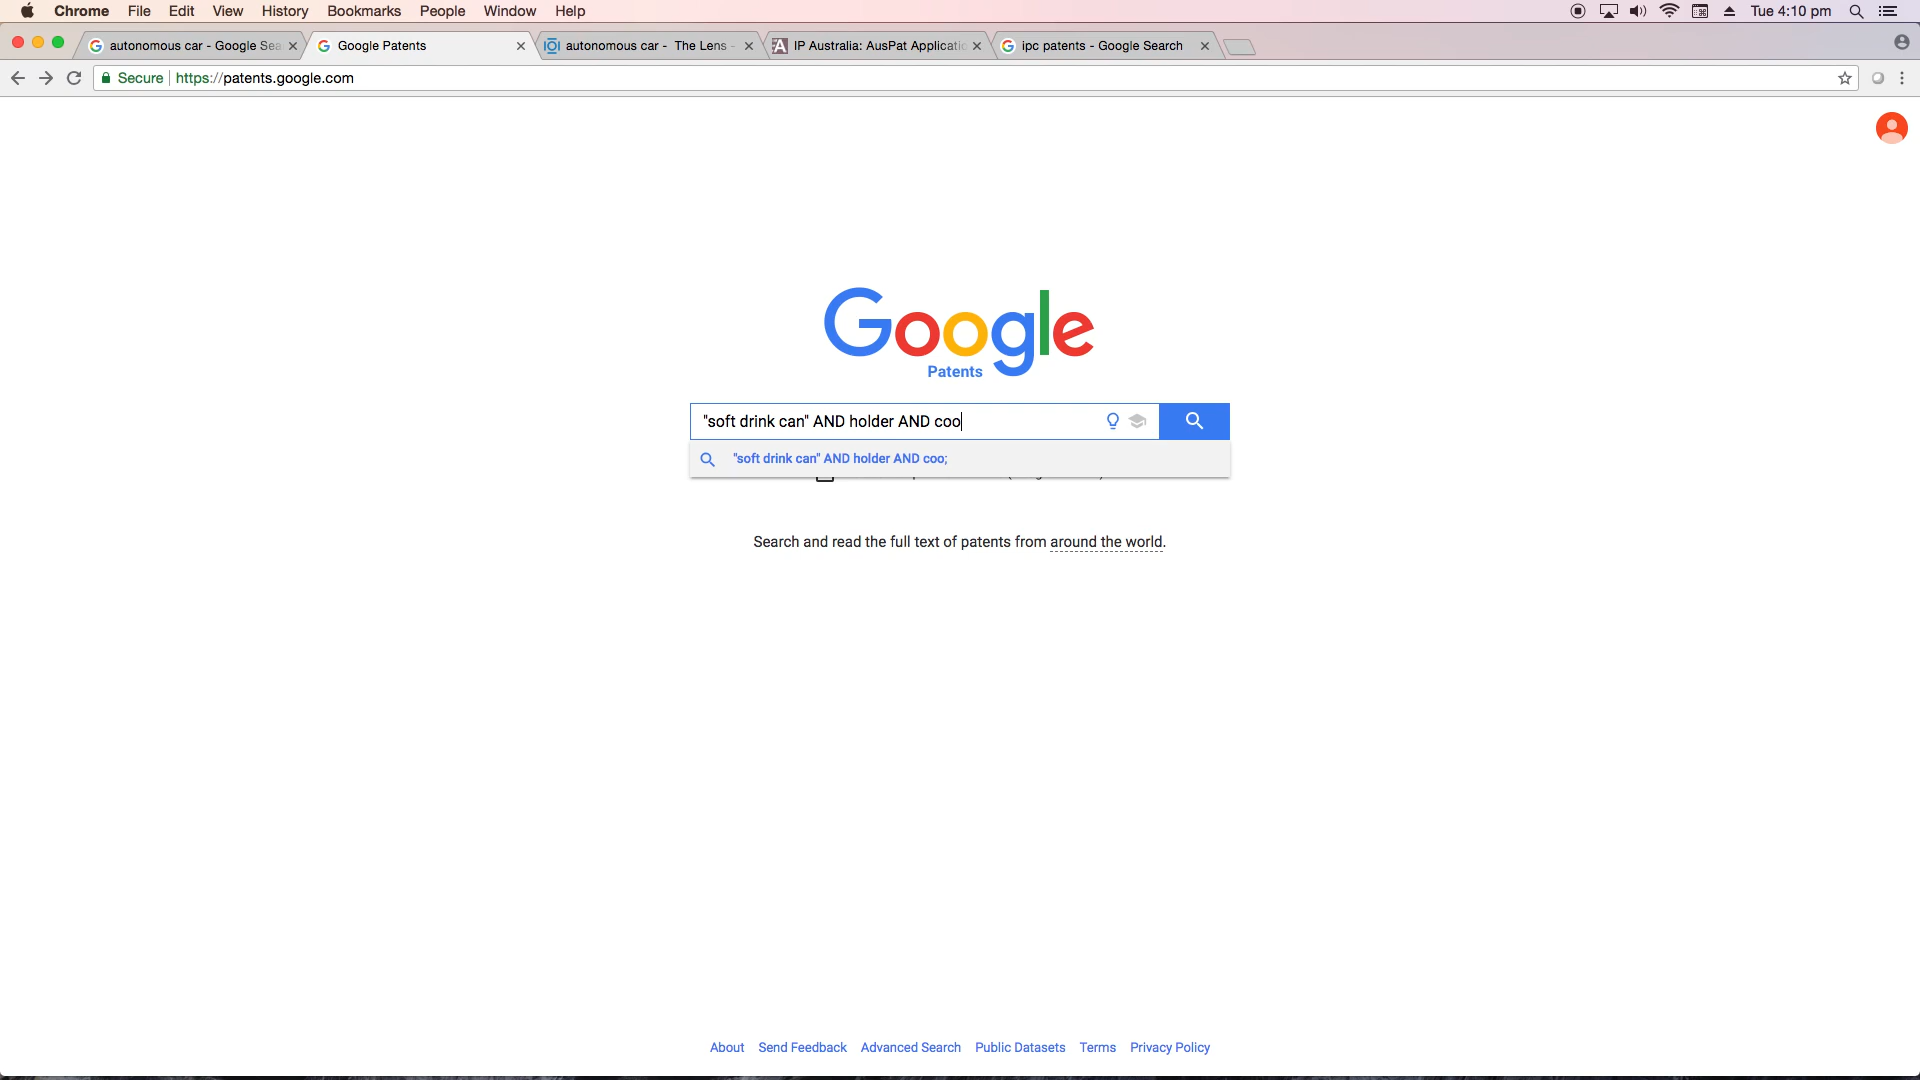 Chrome File Edit View History Bookmarks People Window Help Tue 4:10 pm
autonomous car - Google Sea Google Patents autonomous car - The Lens - IP Australia: AusPat Applicatio ipc patents - Google Search
Secure https://patents.google.com
Google
Patents
"soft drink can" AND holder AND coo
"soft drink can" AND holder AND coo;
Search and read the full text of patents from around the world.
About Send Feedback Advanced Search Public Datasets Terms Privacy Policy